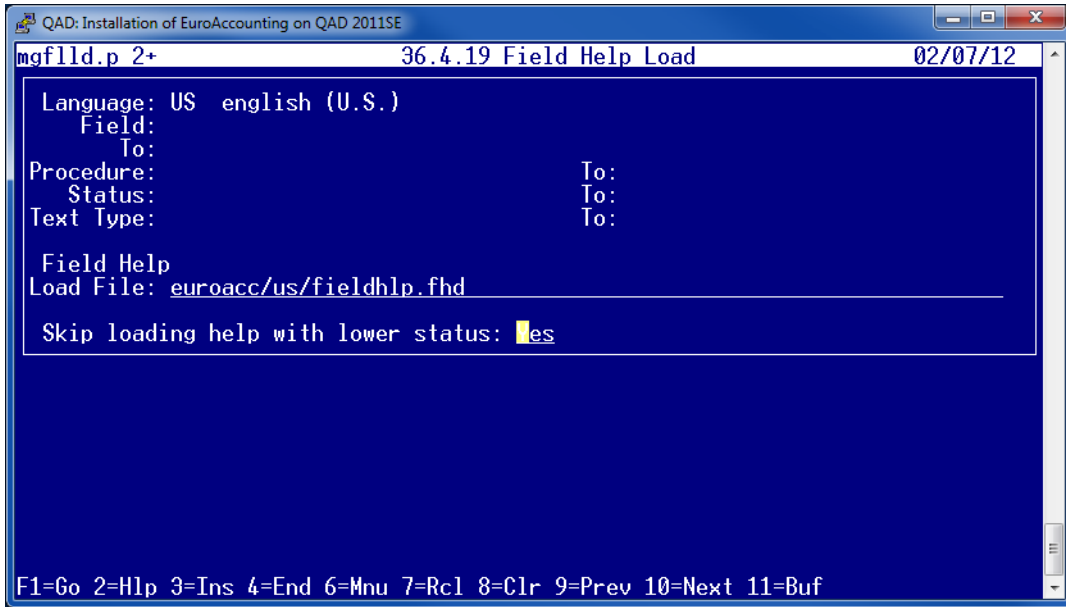 QAD: Installation of EuroAccounting on QAD 2011SE
mgflld.p 2+ 36.4.19 Field Help Load 02/07/12
Language: US english (U.S.)
Field:
To:
Procedure: To:
Status: To:
Text Type: To:
Field Help
Load File: euroacc/us/fieldhlp.fhd
Skip loading help with lower status: Yes
F1=Go 2=Hlp 3=Ins 4=End 6=Mnu 7=Rcl 8=Clr 9=Prev 10=Next 11=Buf